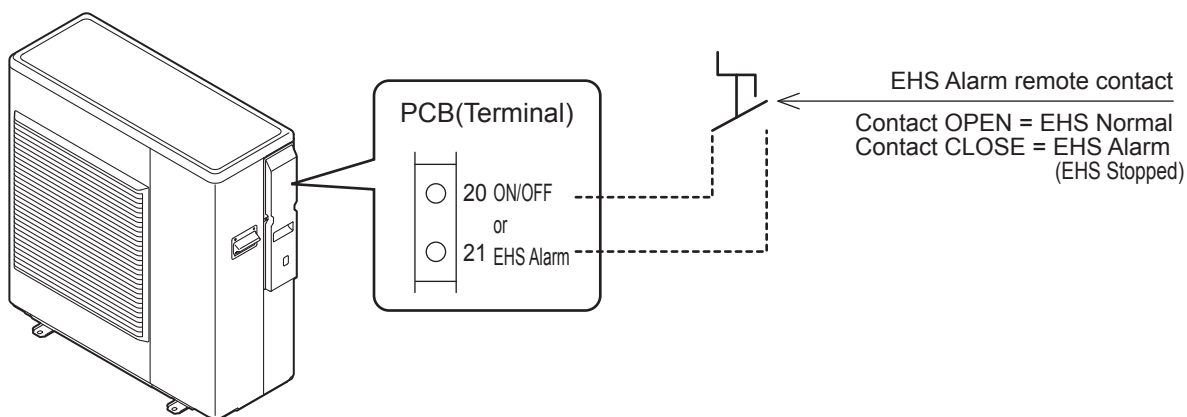 PCB(Terminal)
20 ON/OFF
or
21 EHS Alarm
EHS Alarm remote contact
Contact OPEN = EHS Normal
Contact CLOSE = EHS Alarm
(EHS Stopped)